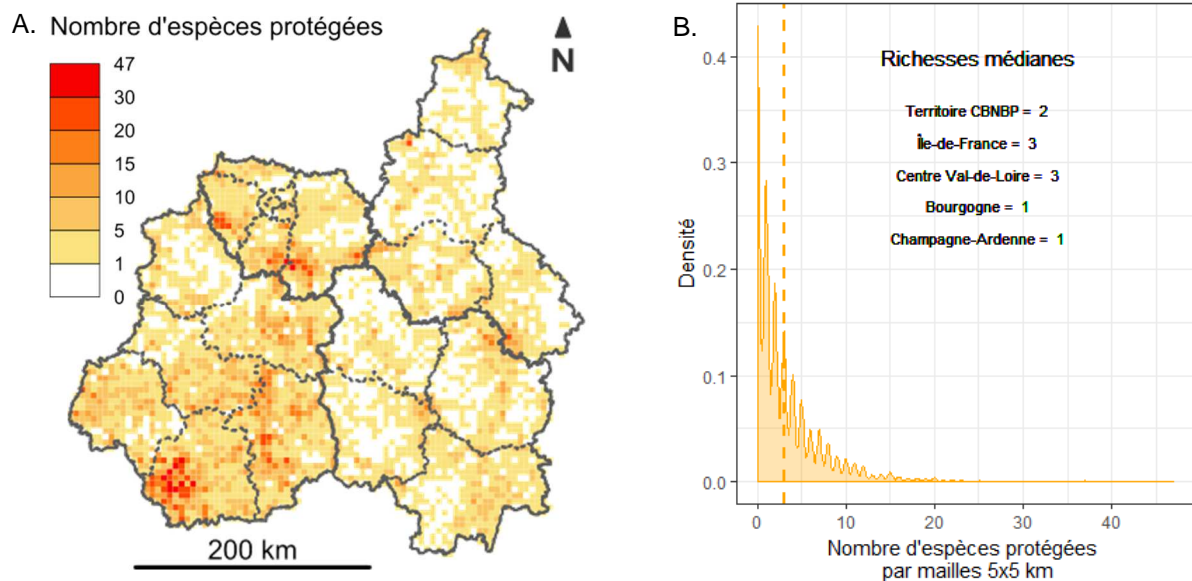 A. Nombre d'espèces protégées
47
30
20
15
10
5
1
0
N
200 km
B.
Richesses médianes
Territoire CBNBP = 2
Île-de-France = 3
Centre Val-de-Loire = 3
Bourgogne = 1
Champagne-Ardenne = 1
Densité
0.4
0.3
0.2
0.1
0.0
0 10 20 30 40
Nombre d'espèces protégées
par mailles 5x5 km